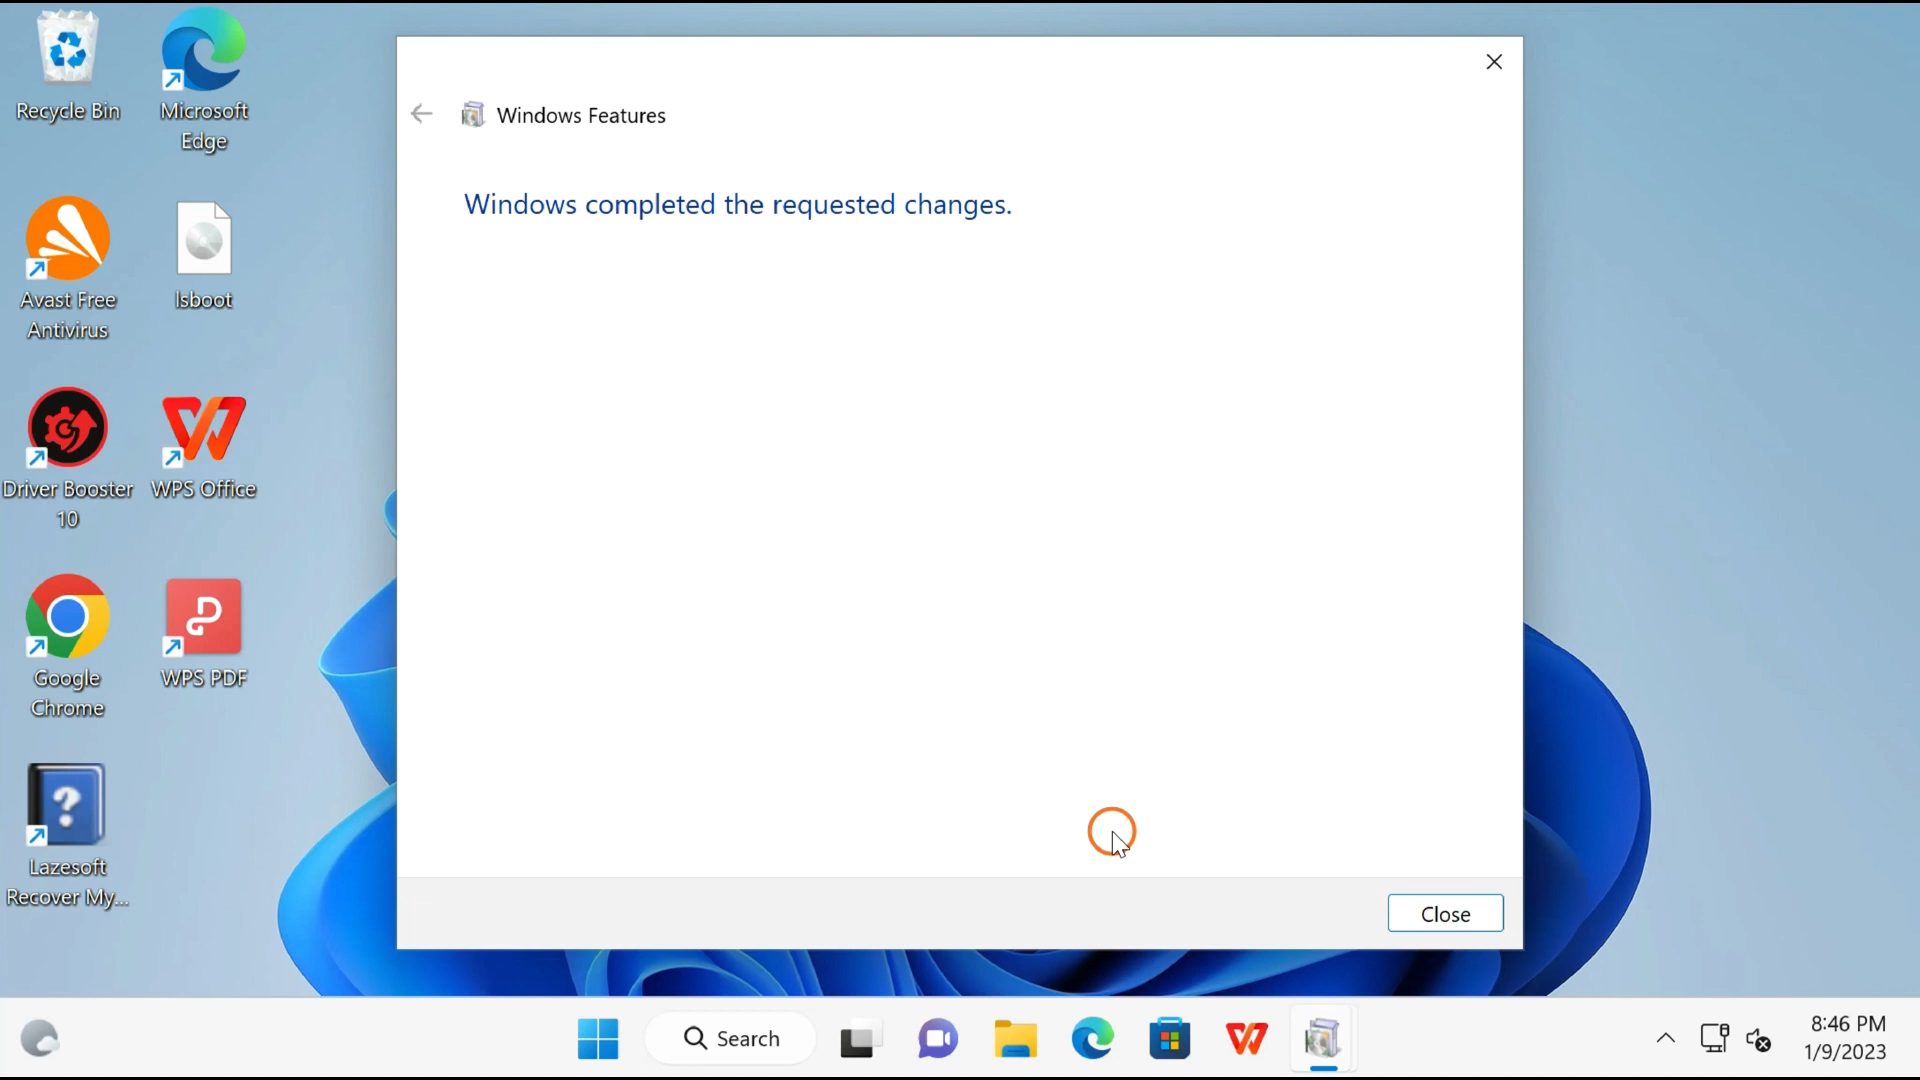 Recycle Bin
Microsoft
Edge
Avast Free
Antivirus
lsboot
Driver Booster
10
WPS Office
Google
Chrome
WPS PDF
Lazesoft
Recover My...
Windows Features
Windows completed the requested changes.
Close
Search
8:46 PM
1/9/2023